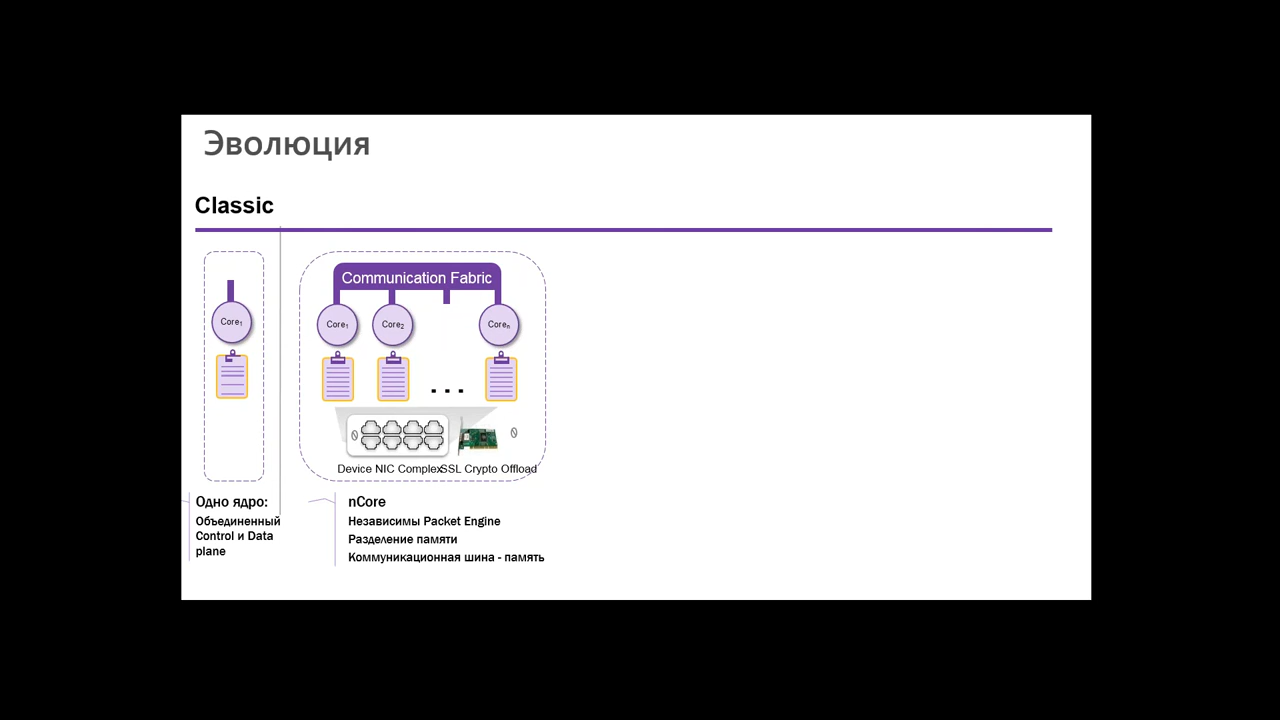 Эволюция
Classic
Communication Fabric
Core1
Core1
Core2
Coren
. . .
Device NIC Complex
SSL Crypto Offload
Одно ядро:
Объединенный
Control и Data
plane
nCore
Независимы Packet Engine
Разделение памяти
Коммуникационная шина - память